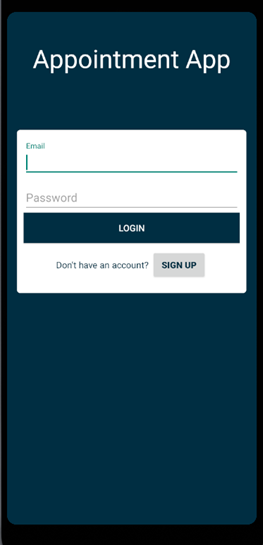 Appointment App
Email
Password
LOGIN
Don't have an account? SIGN UP